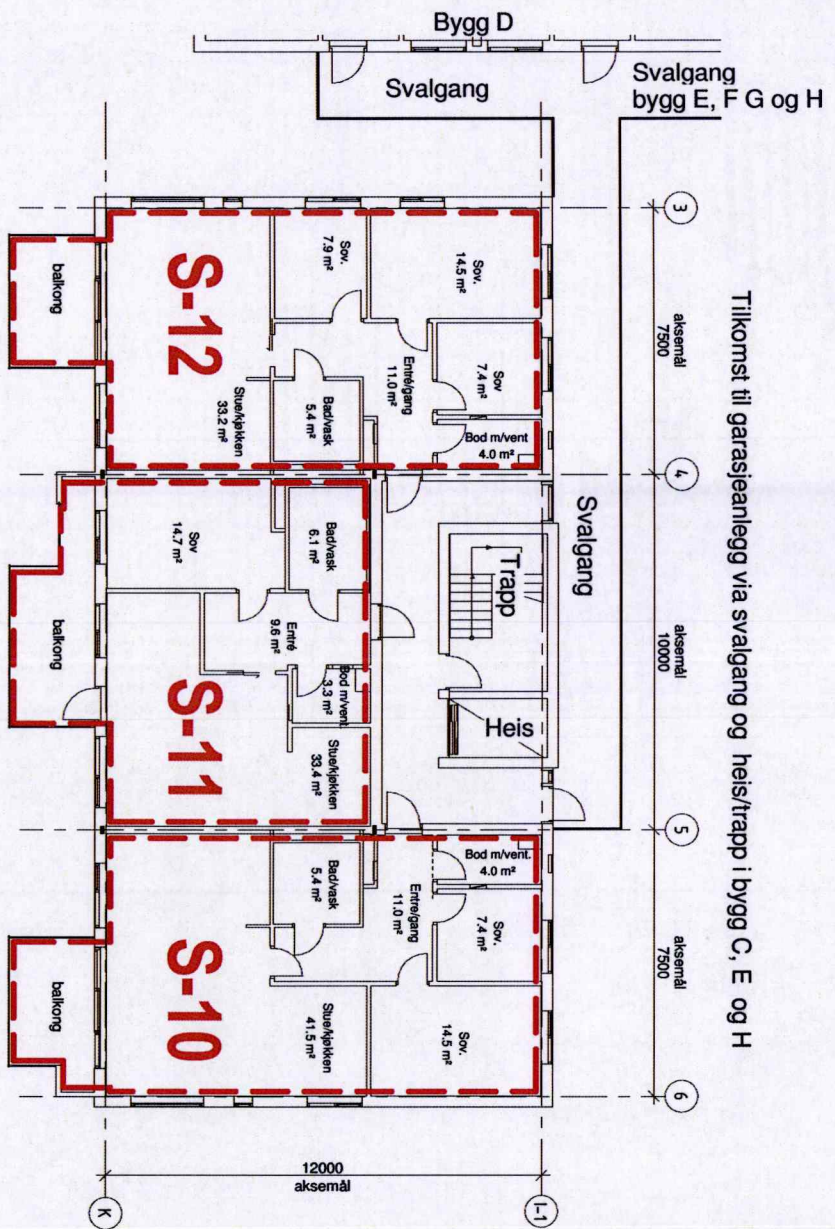 Bygg D
Svalgang
Svalgang
bygg E, F G og H
Tilkomst til garasjeanlegg via svalgang og heis/trapp i bygg C, E og H
3
aksemål
7500
4
aksemål
10000
5
aksemål
7500
6
Svalgang
Trapp
Heis
S-12
Sov.
14.5 m²
Sov
7.9 m²
Sov
7.4 m²
Entré/gang
11.0 m²
Bad/vask
5.4 m²
Bod m/vent
4.0 m²
Stue/kjøkken
33.2 m²
balkong
S-11
Sov
14.7 m²
Bad/vask
6.1 m²
Entré
9.6 m²
Bod m/vent.
3.3 m²
Stue/kjøkken
33.4 m²
balkong
S-10
Bod m/vent.
4.0 m²
Bad/vask
5.4 m²
Entre/gang
11.0 m²
Sov.
7.4 m²
Sov.
14.5 m²
Stue/kjøkken
41.5 m²
balkong
12000
aksemål
K
I-1